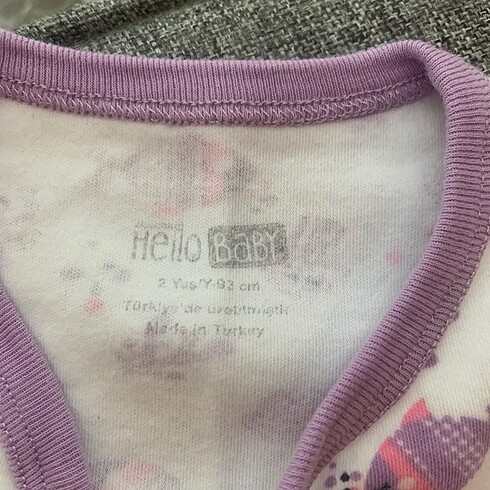 Hello BaBY
2 Yaş/Y-93 cm
Türkiye'de üretilmiştir
Made in Turkey